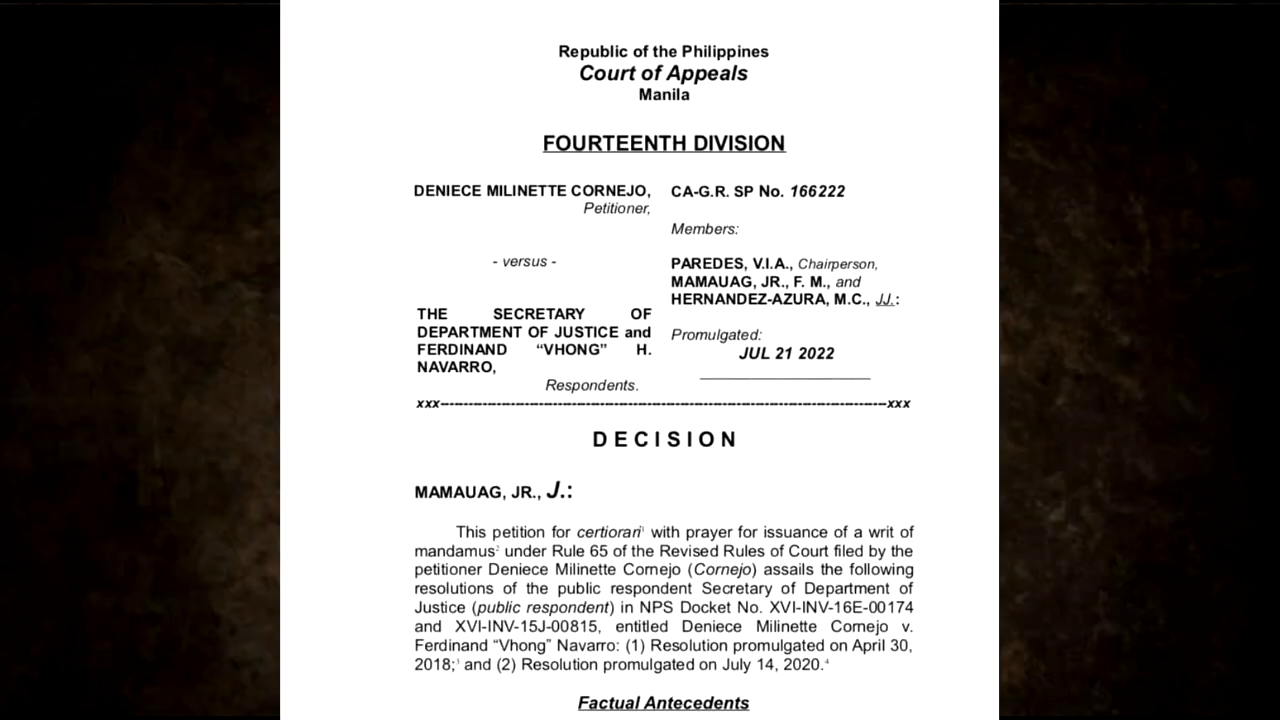 Republic of the Philippines
Court of Appeals
Manila
FOURTEENTH DIVISION
DENIECE MILINETTE CORNEJO,
Petitioner,
- versus -
THE SECRETARY OF
DEPARTMENT OF JUSTICE and
FERDINAND “VHONG” H.
NAVARRO,
Respondents.
CA-G.R. SP No. 166222
Members:
PAREDES, V.I.A., Chairperson,
MAMAUAG, JR., F. M., and
HERNANDEZ-AZURA, M.C., JJ.:
Promulgated:
JUL 21 2022
xxx---------------------------------------------------------------------------------------------xxx
D E C I S I O N
MAMAUAG, JR., J.:
This petition for certiorari¹ with prayer for issuance of a writ of
mandamus² under Rule 65 of the Revised Rules of Court filed by the
petitioner Deniece Milinette Cornejo (Cornejo) assails the following
resolutions of the public respondent Secretary of Department of
Justice (public respondent) in NPS Docket No. XVI-INV-16E-00174
and XVI-INV-15J-00815, entitled Deniece Milinette Cornejo v.
Ferdinand “Vhong” Navarro: (1) Resolution promulgated on April 30,
2018;³ and (2) Resolution promulgated on July 14, 2020.⁴
Factual Antecedents